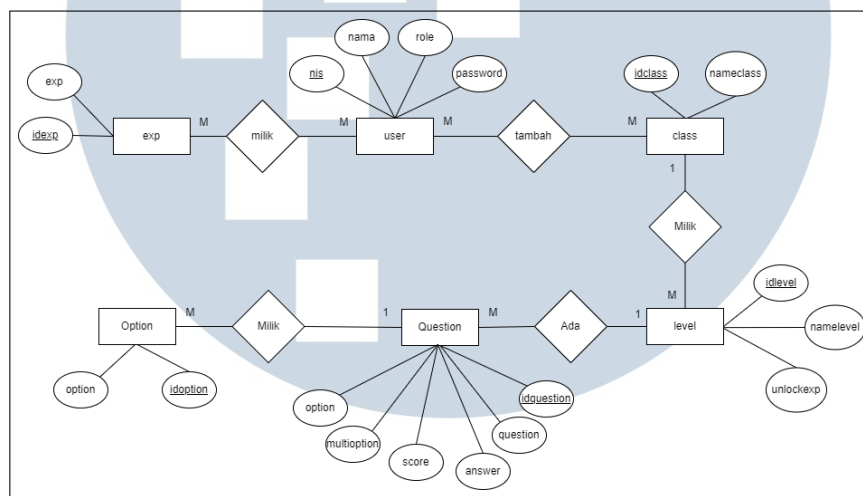 nama
role
nis
password
idclass
nameclass
exp
idexp
exp
M
milik
M
user
M
tambah
M
class
1
Milik
M
idlevel
namelevel
unlockexp
level
1
Ada
M
Question
1
Milik
M
Option
option
idoption
option
multioption
score
answer
question
idquestion